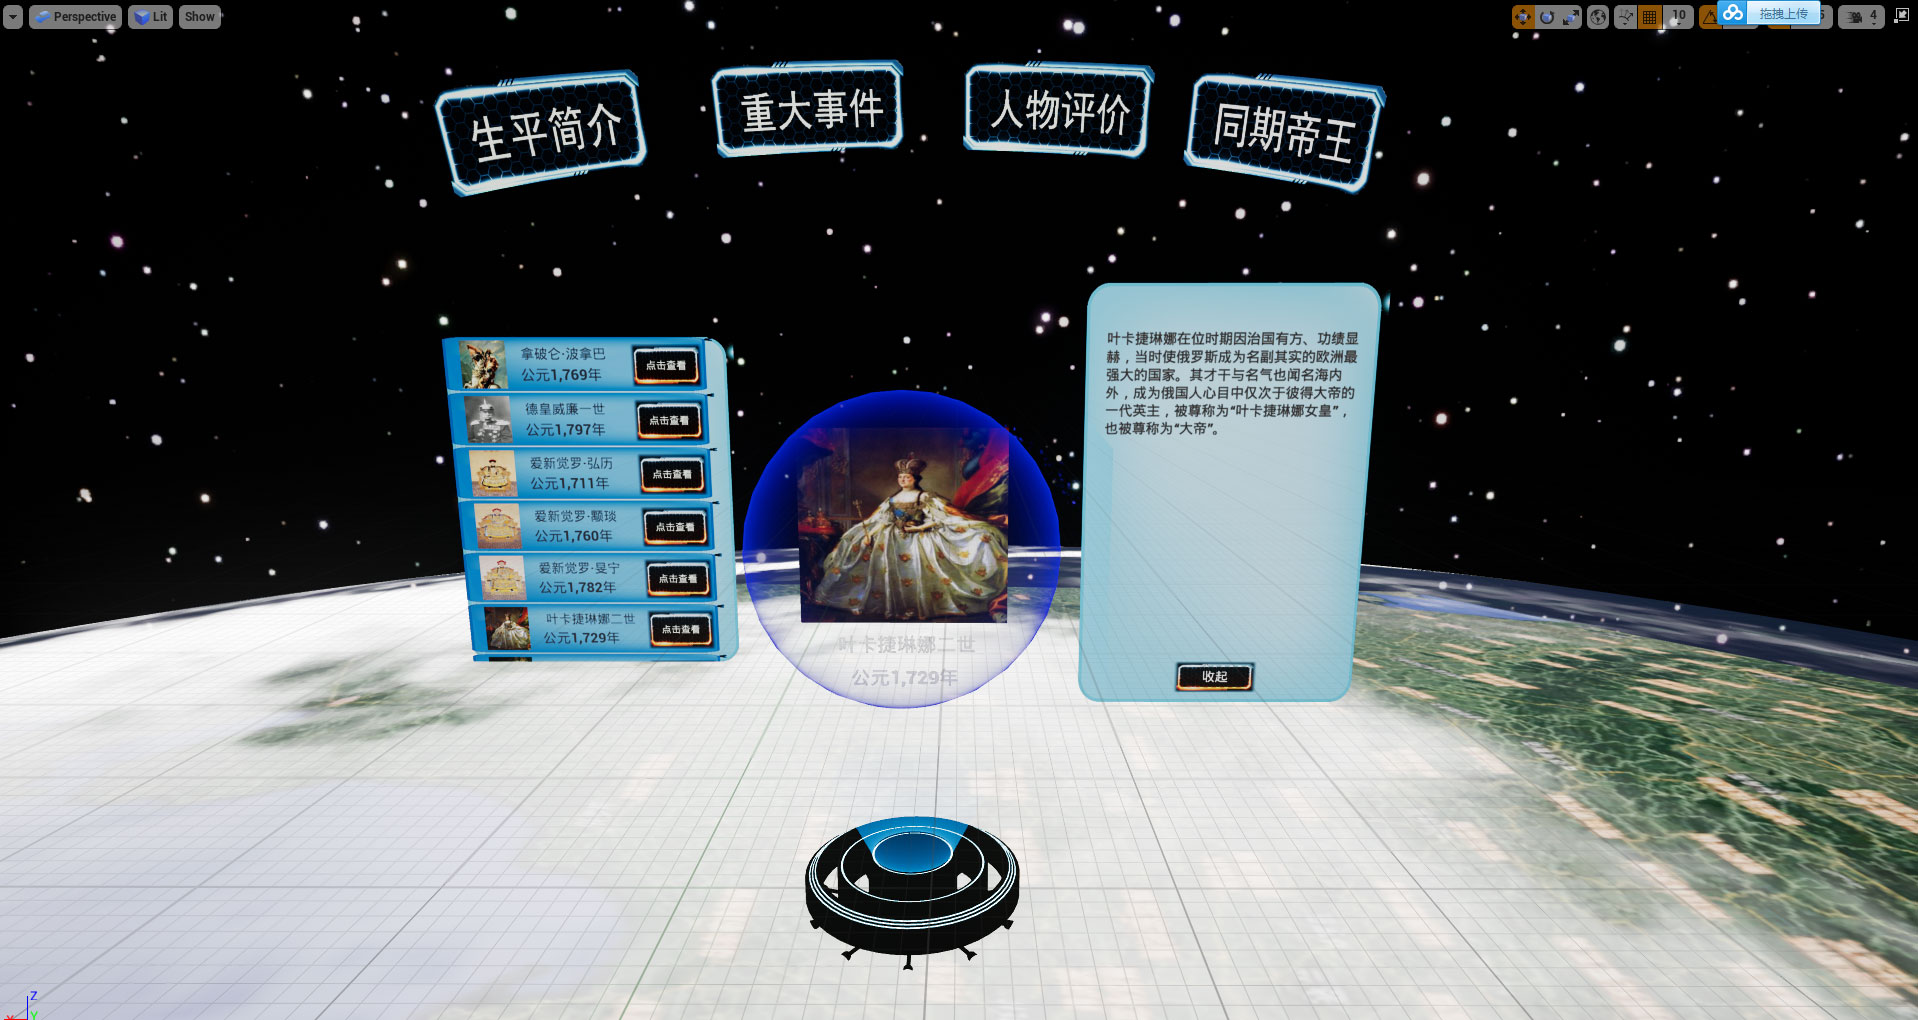 Perspective
Lit
Show
10
拖拽上传
5
4
生平简介
重大事件
人物评价
同期帝王
拿破仑·波拿巴
公元1,769年
点击查看
德皇威廉一世
公元1,797年
点击查看
爱新觉罗·弘历
公元1,711年
点击查看
爱新觉罗·颙琰
公元1,760年
点击查看
爱新觉罗·旻宁
公元1,782年
点击查看
叶卡捷琳娜二世
公元1,729年
点击查看
叶卡捷琳娜二世
公元1,729年
叶卡捷琳娜在位时期因治国有方、功绩显
赫，当时使俄罗斯成为名副其实的欧洲最
强大的国家。其才干与名气也闻名海内
外，成为俄国人心目中仅次于彼得大帝的
一代英主，被尊称为“叶卡捷琳娜女皇”，
也被尊称为“大帝”。
收起
Z
X
Y